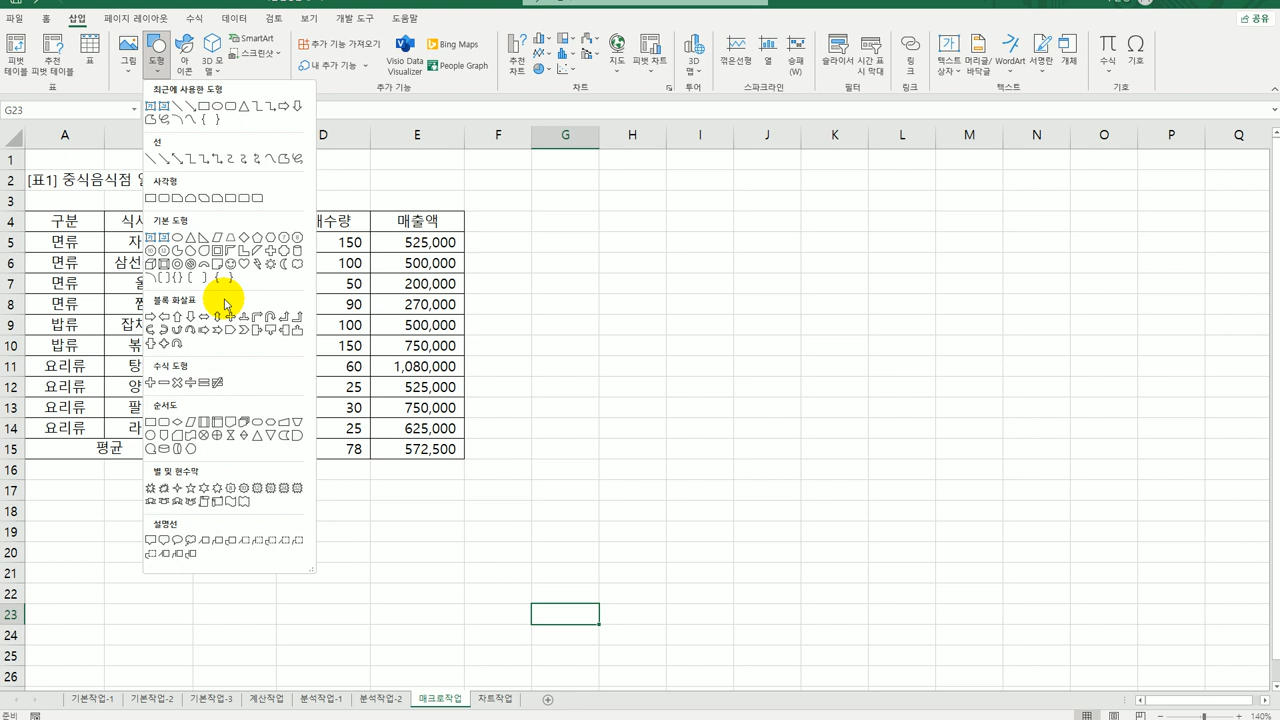 파일 홈 삽입 페이지 레이아웃 수식 데이터 검토 보기 개발 도구 도움말 공유
피벗 테이블 추천 피벗 테이블 표 그림 도형 아이콘 3D 모델 SmartArt 스크린샷 추가 기능 가져오기 내 추가 기능 Visio Data Visualizer Bing Maps People Graph 추천 차트 지도 피벗 차트 3D 맵 꺾은선형 열 승패 (W) 슬라이서 시간 표시 막대 링크 텍스트 상자 머리글/바닥글 WordArt 서명란 개체 수식 기호
표 추가 기능 차트 투어 스파크라인 필터 링크 텍스트 기호
G23
최근에 사용한 도형
선
사각형
기본 도형
블록 화살표
수식 도형
순서도
별 및 현수막
설명선
A D E F G H I J K L M N O P Q
1
2 [표1] 중식음식점
3
4 구분 매출액
5 면류 150 525,000
6 면류 삼선 100 500,000
7 면류 50 200,000
8 면류 90 270,000
9 밥류 잡채 100 500,000
10 밥류 150 750,000
11 요리류 탕 60 1,080,000
12 요리류 양 25 525,000
13 요리류 팔 30 750,000
14 요리류 라 25 625,000
15 평균 78 572,500
16
17
18
19
20
21
22
23
24
25
26
기본작업-1 기본작업-2 기본작업-3 계산작업 분석작업-1 분석작업-2 매크로작업 차트작업
준비 140%